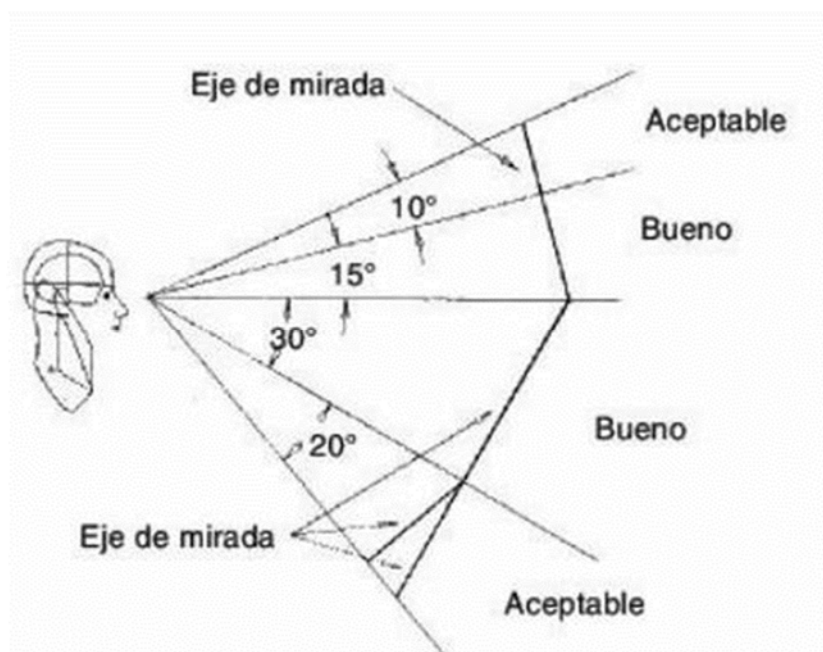 Eje de mirada
Aceptable
10°
Bueno
15°
30°
Bueno
20°
Eje de mirada
Aceptable